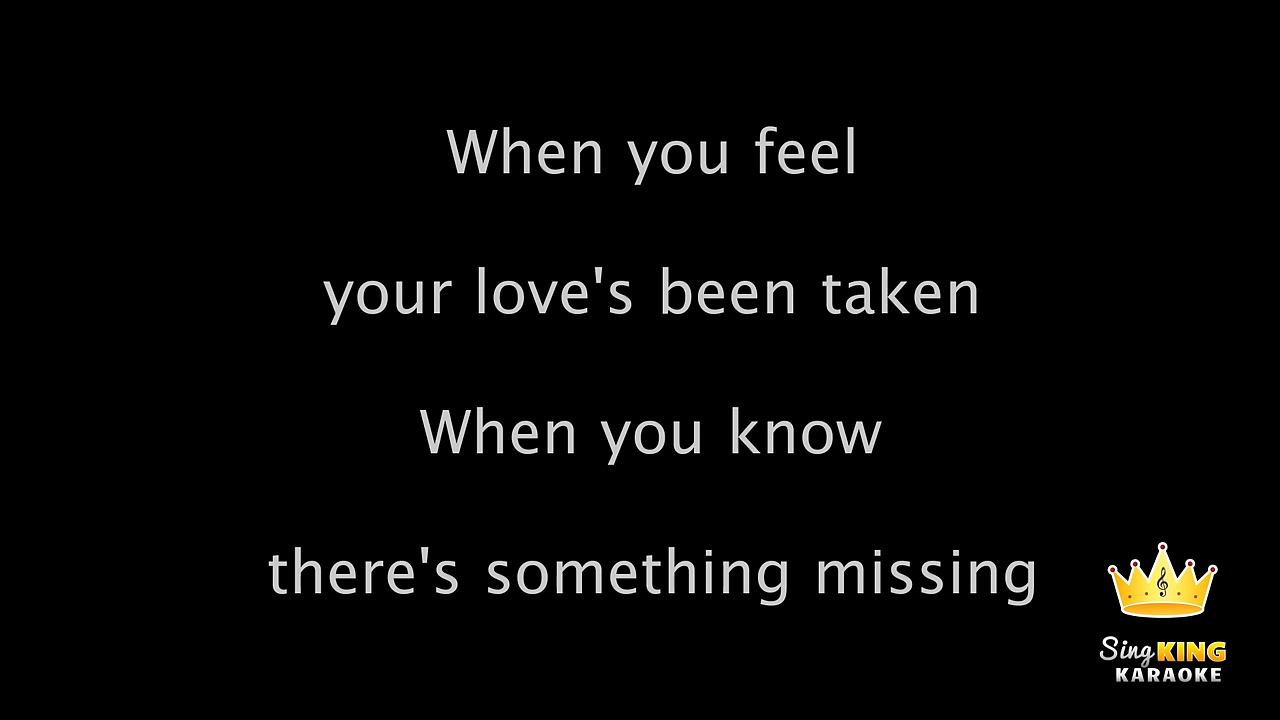 When you feel
your love's been taken
When you know
there's something missing
Sing KING
KARAOKE